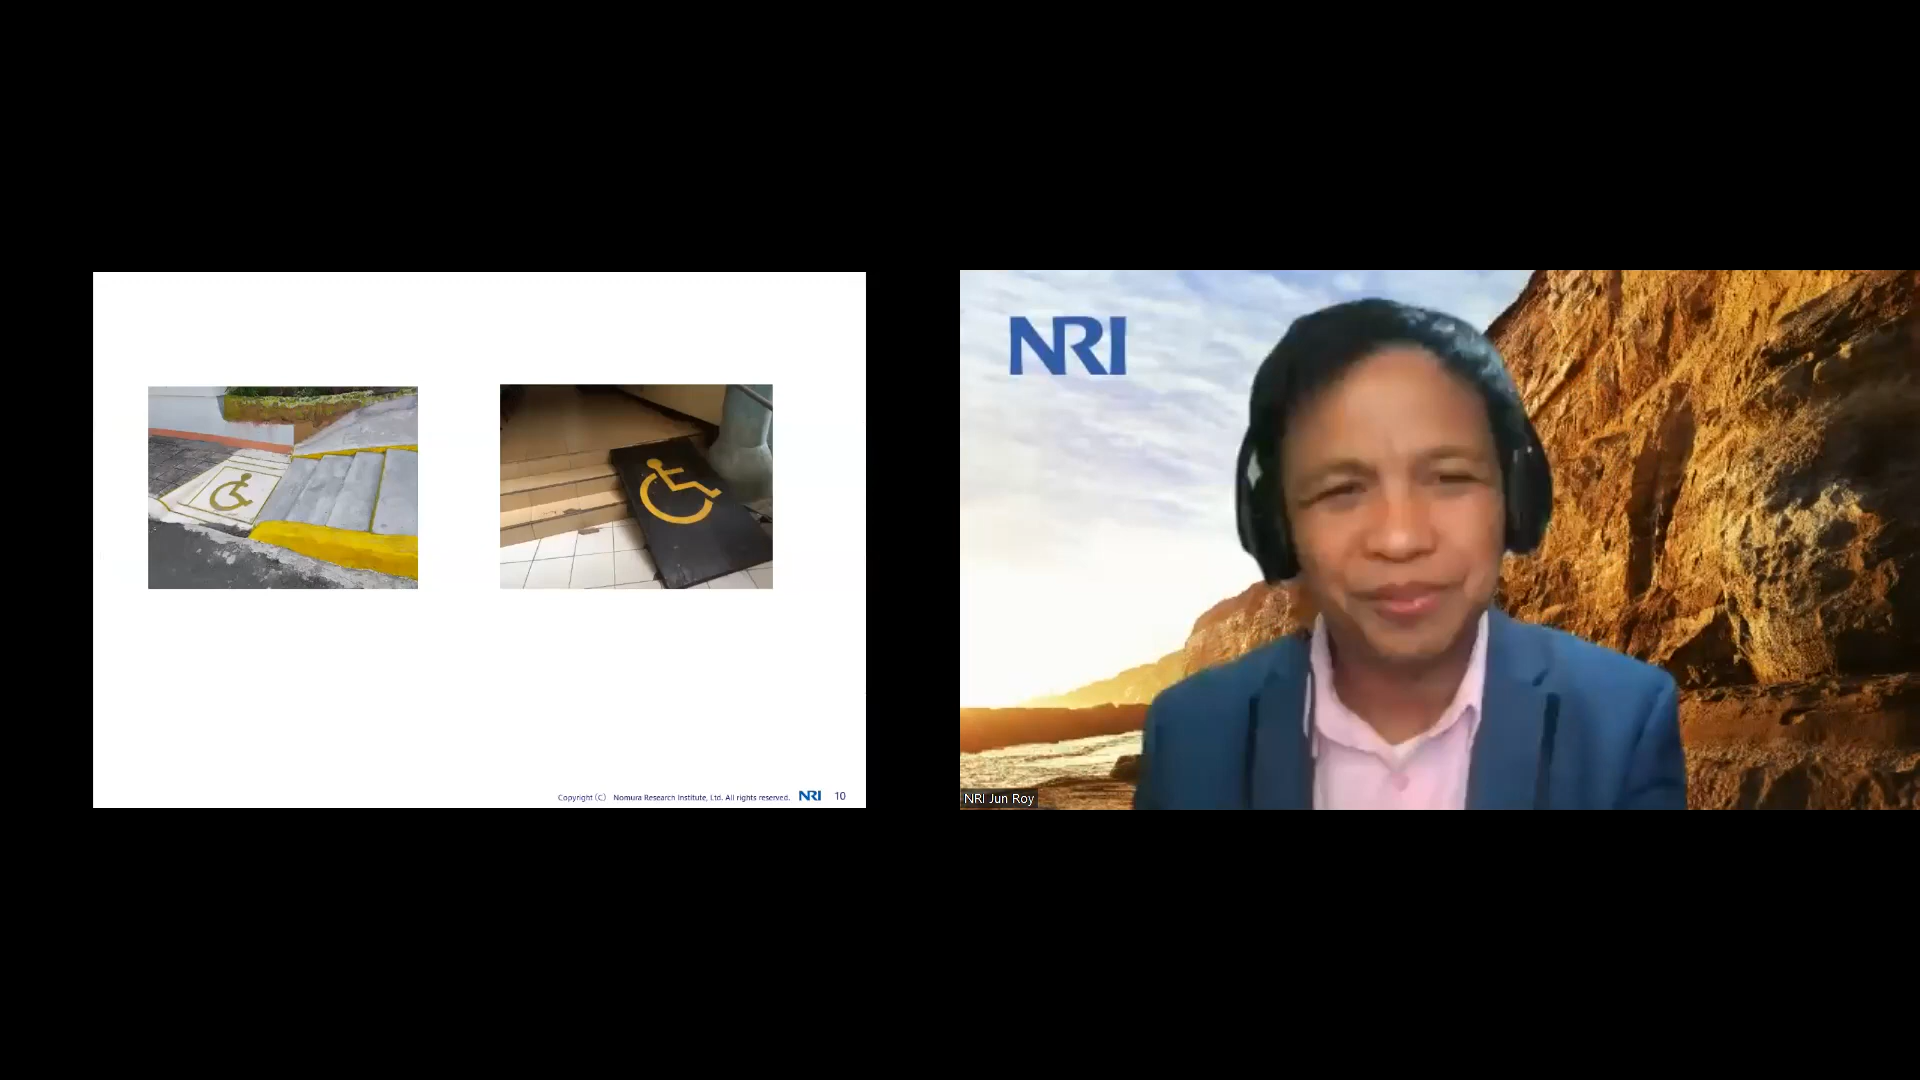 Copyright (C) Nomura Research Institute, Ltd. All rights reserved. NRI 10
NRI
NRI Jun Roy